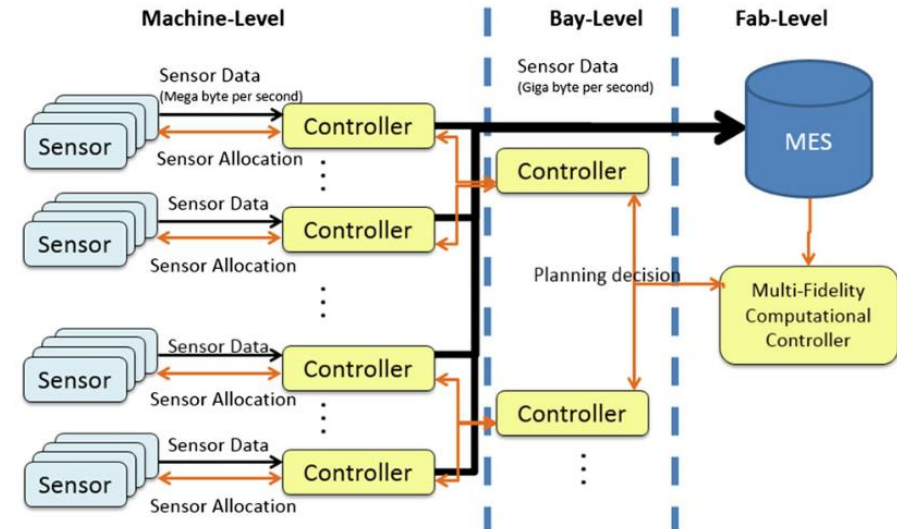 Machine-Level
Bay-Level
Fab-Level
Sensor Data
(Mega byte per second)
Sensor Data
(Giga byte per second)
Sensor
Controller
MES
Sensor Allocation
Controller
Sensor Data
Sensor
Controller
Sensor Allocation
Planning decision
Multi-Fidelity
Computational
Controller
Sensor Data
Sensor
Controller
Sensor Allocation
Controller
Sensor Data
Sensor
Controller
Sensor Allocation